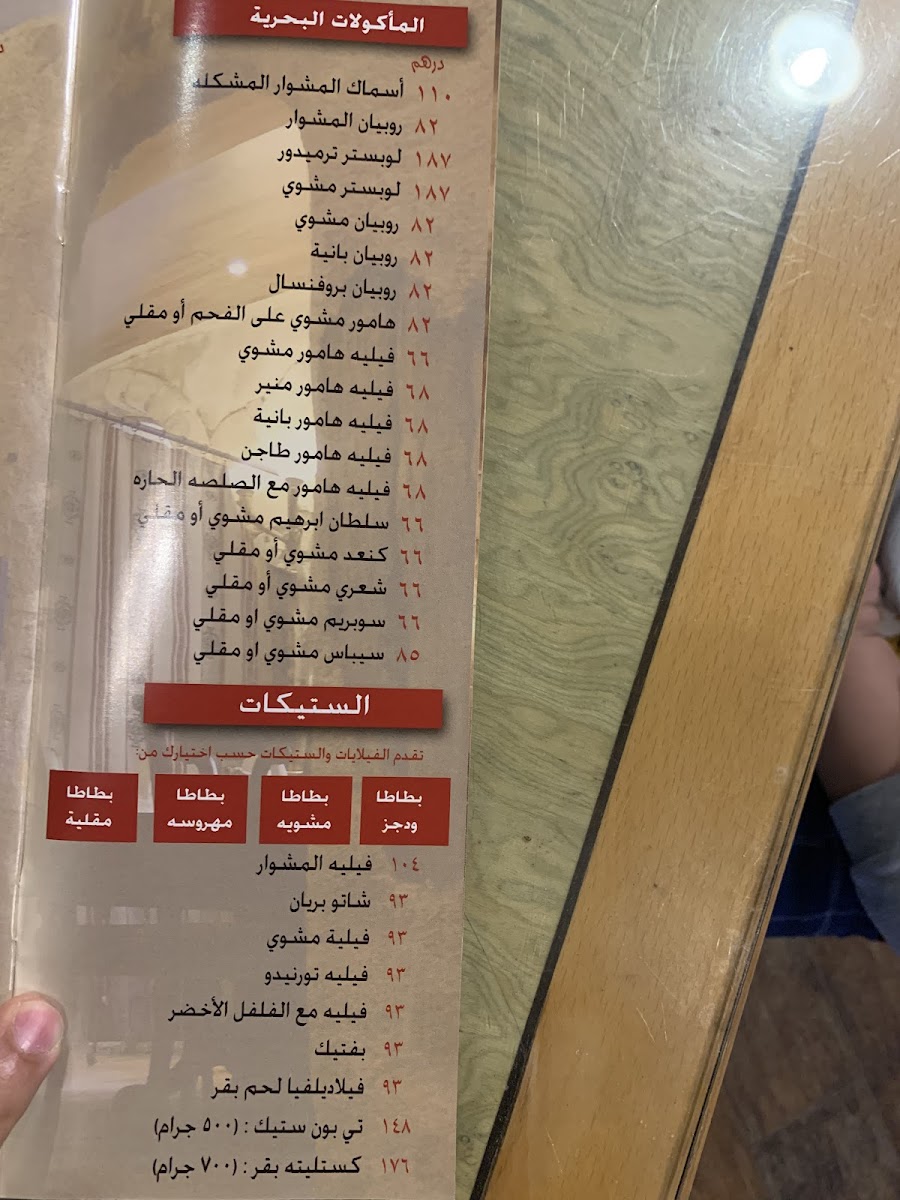 المأكولات البحرية
درهم
١١٠ أسماك المشوار المشكله
٨٢ روبيان المشوار
١٨٧ لوبستر ترميدور
١٨٧ لوبستر مشوي
٨٢ روبيان مشوي
٨٢ روبيان بانية
٨٢ روبيان بروفنسال
٨٢ هامور مشوي على الفحم أو مقلي
٦٦ فيليه هامور مشوي
٦٨ فيليه هامور منير
٦٨ فيليه هامور بانية
٦٨ فيليه هامور طاجن
٦٨ فيليه هامور مع الصلصه الحاره
٦٦ سلطان ابرهيم مشوي أو مقلي
٦٦ كنعد مشوي أو مقلي
٦٦ شعري مشوي أو مقلي
٦٦ سوبريم مشوي او مقلي
٨٥ سيباس مشوي او مقلي
الستيكات
تقدم الفيلايات والستيكات حسب اختيارك من:
بطاطا ودجز
بطاطا مشويه
بطاطا مهروسه
بطاطا مقلية
١٠٤ فيليه المشوار
٩٣ شاتو بريان
٩٣ فيلية مشوي
٩٣ فيليه تورنيدو
٩٣ فيليه مع الفلفل الأخضر
٩٣ بفتيك
٩٣ فيلاديلفيا لحم بقر
١٤٨ تي بون ستيك : (٥٠٠ جرام)
١٧٦ كستليته بقر : (٧٠٠ جرام)